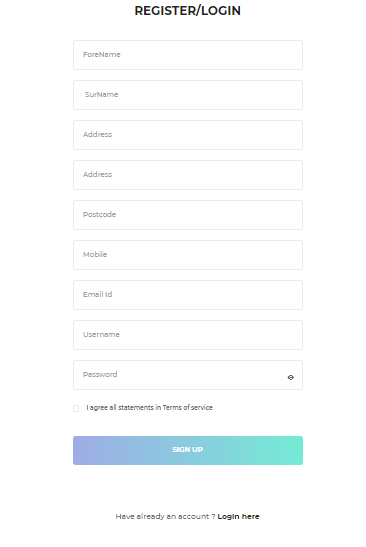 REGISTER/LOGIN
ForeName
SurName
Address
Address
Postcode
Mobile
Email Id
Username
Password
I agree all statements in Terms of service
SIGN UP
Have already an account ? Login here